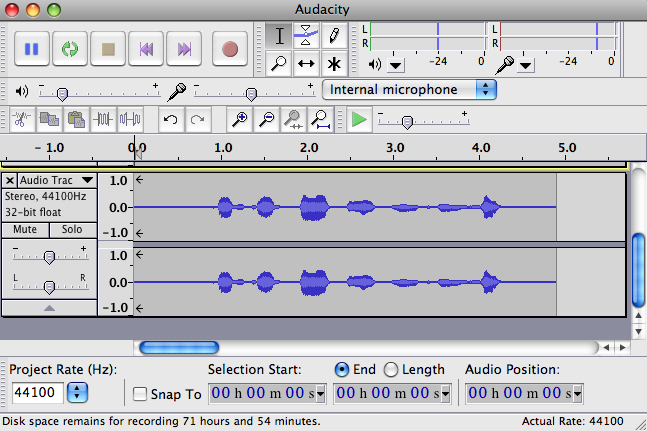 Audacity
L
R
-24 0
L
R
-24 0
Internal microphone
- 1.0 0.0 1.0 2.0 3.0 4.0 5.0
Audio Trac
Stereo, 44100Hz
32-bit float
Mute Solo
- +
L R
1.0
0.0
-1.0
1.0
0.0
-1.0
Project Rate (Hz):
44100
Snap To
Selection Start:
End
Length
Audio Position:
00 h 00 m 00 s
00 h 00 m 00 s
00 h 00 m 00 s
Disk space remains for recording 71 hours and 54 minutes.
Actual Rate: 44100